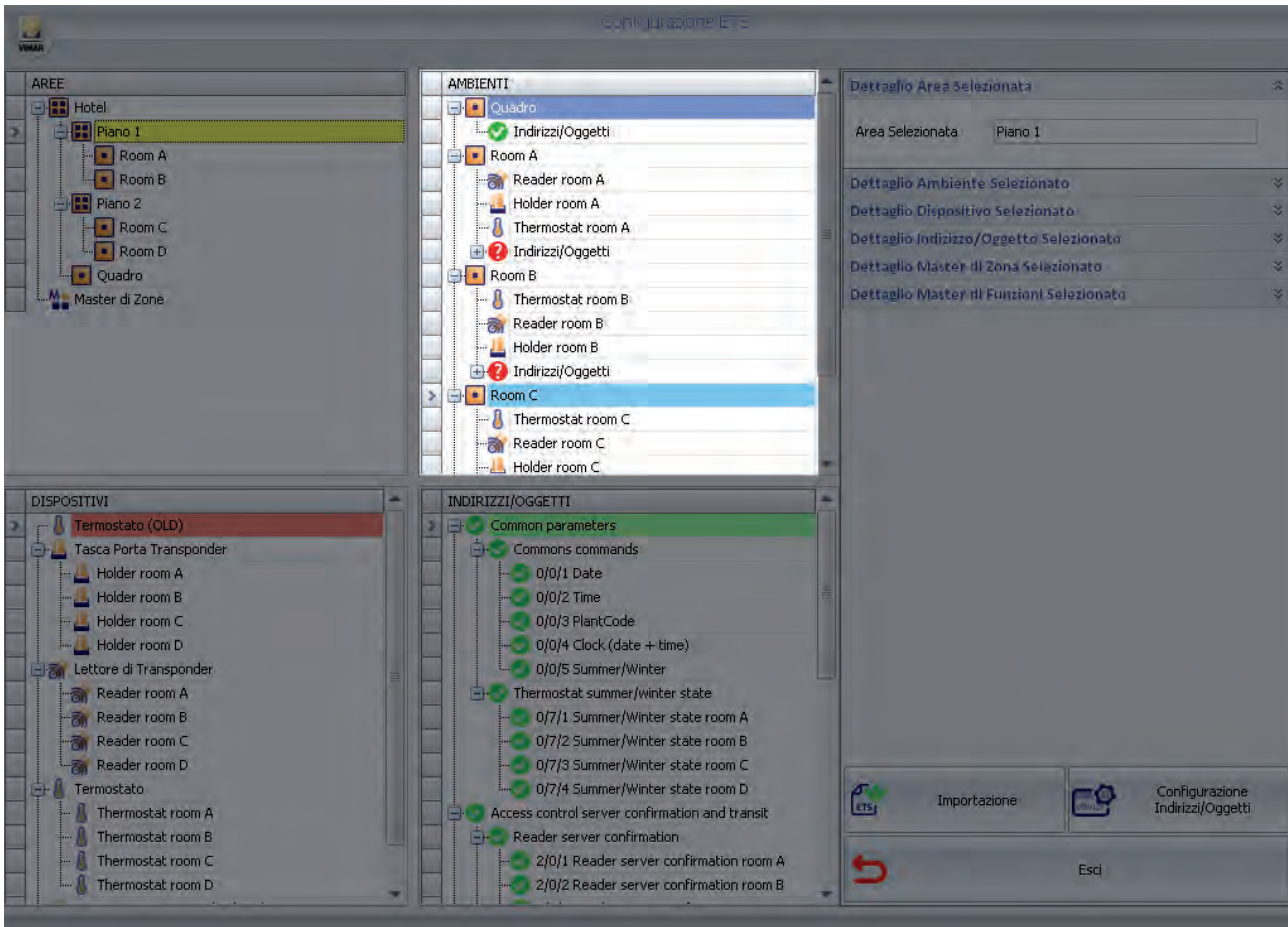 Configurazione ETS
VIMAR
AREE
Hotel
Piano 1
Room A
Room B
Piano 2
Room C
Room D
Quadro
Master di Zone
AMBIENTI
Quadro
Indirizzi/Oggetti
Room A
Reader room A
Holder room A
Thermostat room A
Indirizzi/Oggetti
Room B
Thermostat room B
Reader room B
Holder room B
Indirizzi/Oggetti
Room C
Thermostat room C
Reader room C
Holder room C
Dettaglio Area Selezionata
Area Selezionata Piano 1
Dettaglio Ambiente Selezionato
Dettaglio Dispositivo Selezionato
Dettaglio Indizizzo/Oggetto Selezionato
Dettaglio Master di Zona Selezionato
Dettaglio Master di Funzioni Selezionato
DISPOSITIVI
Termostato (OLD)
Tasca Porta Transponder
Holder room A
Holder room B
Holder room C
Holder room D
Lettore di Transponder
Reader room A
Reader room B
Reader room C
Reader room D
Termostato
Thermostat room A
Thermostat room B
Thermostat room C
Thermostat room D
INDIRIZZI/OGGETTI
Common parameters
Commons commands
0/0/1 Date
0/0/2 Time
0/0/3 PlantCode
0/0/4 Clock (date + time)
0/0/5 Summer/Winter
Thermostat summer/winter state
0/7/1 Summer/Winter state room A
0/7/2 Summer/Winter state room B
0/7/3 Summer/Winter state room C
0/7/4 Summer/Winter state room D
Access control server confirmation and transit
Reader server confirmation
2/0/1 Reader server confirmation room A
2/0/2 Reader server confirmation room B
ETS
Importazione
Configurazione
Indirizzi/Oggetti
Esci